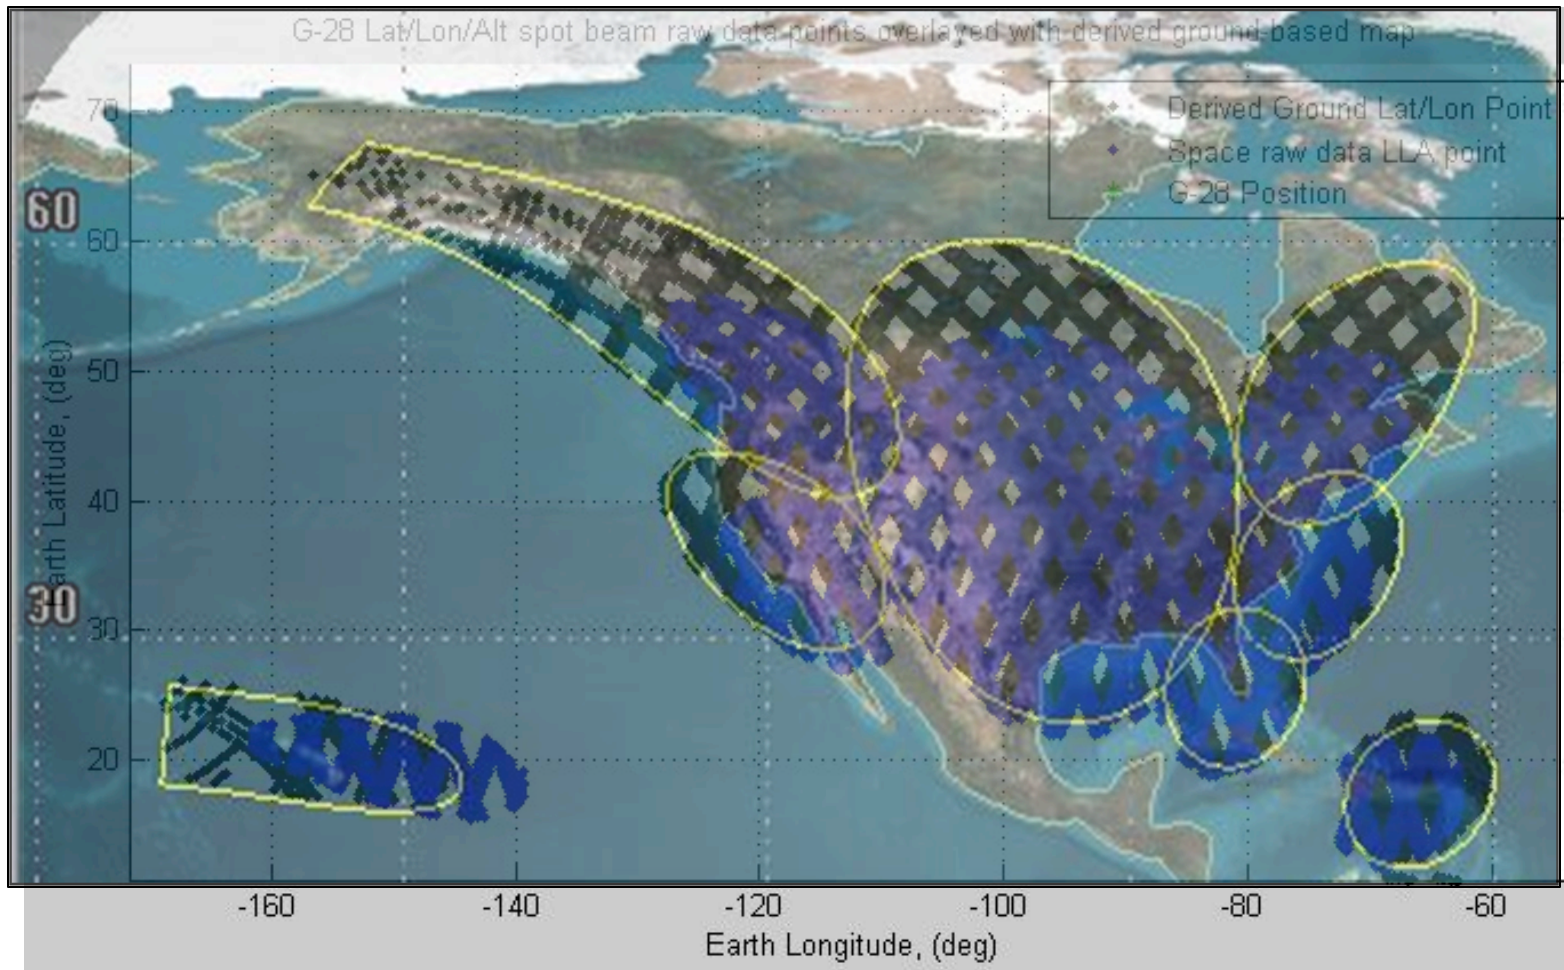 G-28 Lat/Lon/Alt spot beam raw data points overlayed with derived ground based map
Derived Ground Lat/Lon Point
Space raw data LLA point
G-28 Position
70
60
60
50
Earth Latitude, (deg)
40
30
30
20
-160 -140 -120 -100 -80 -60
Earth Longitude, (deg)